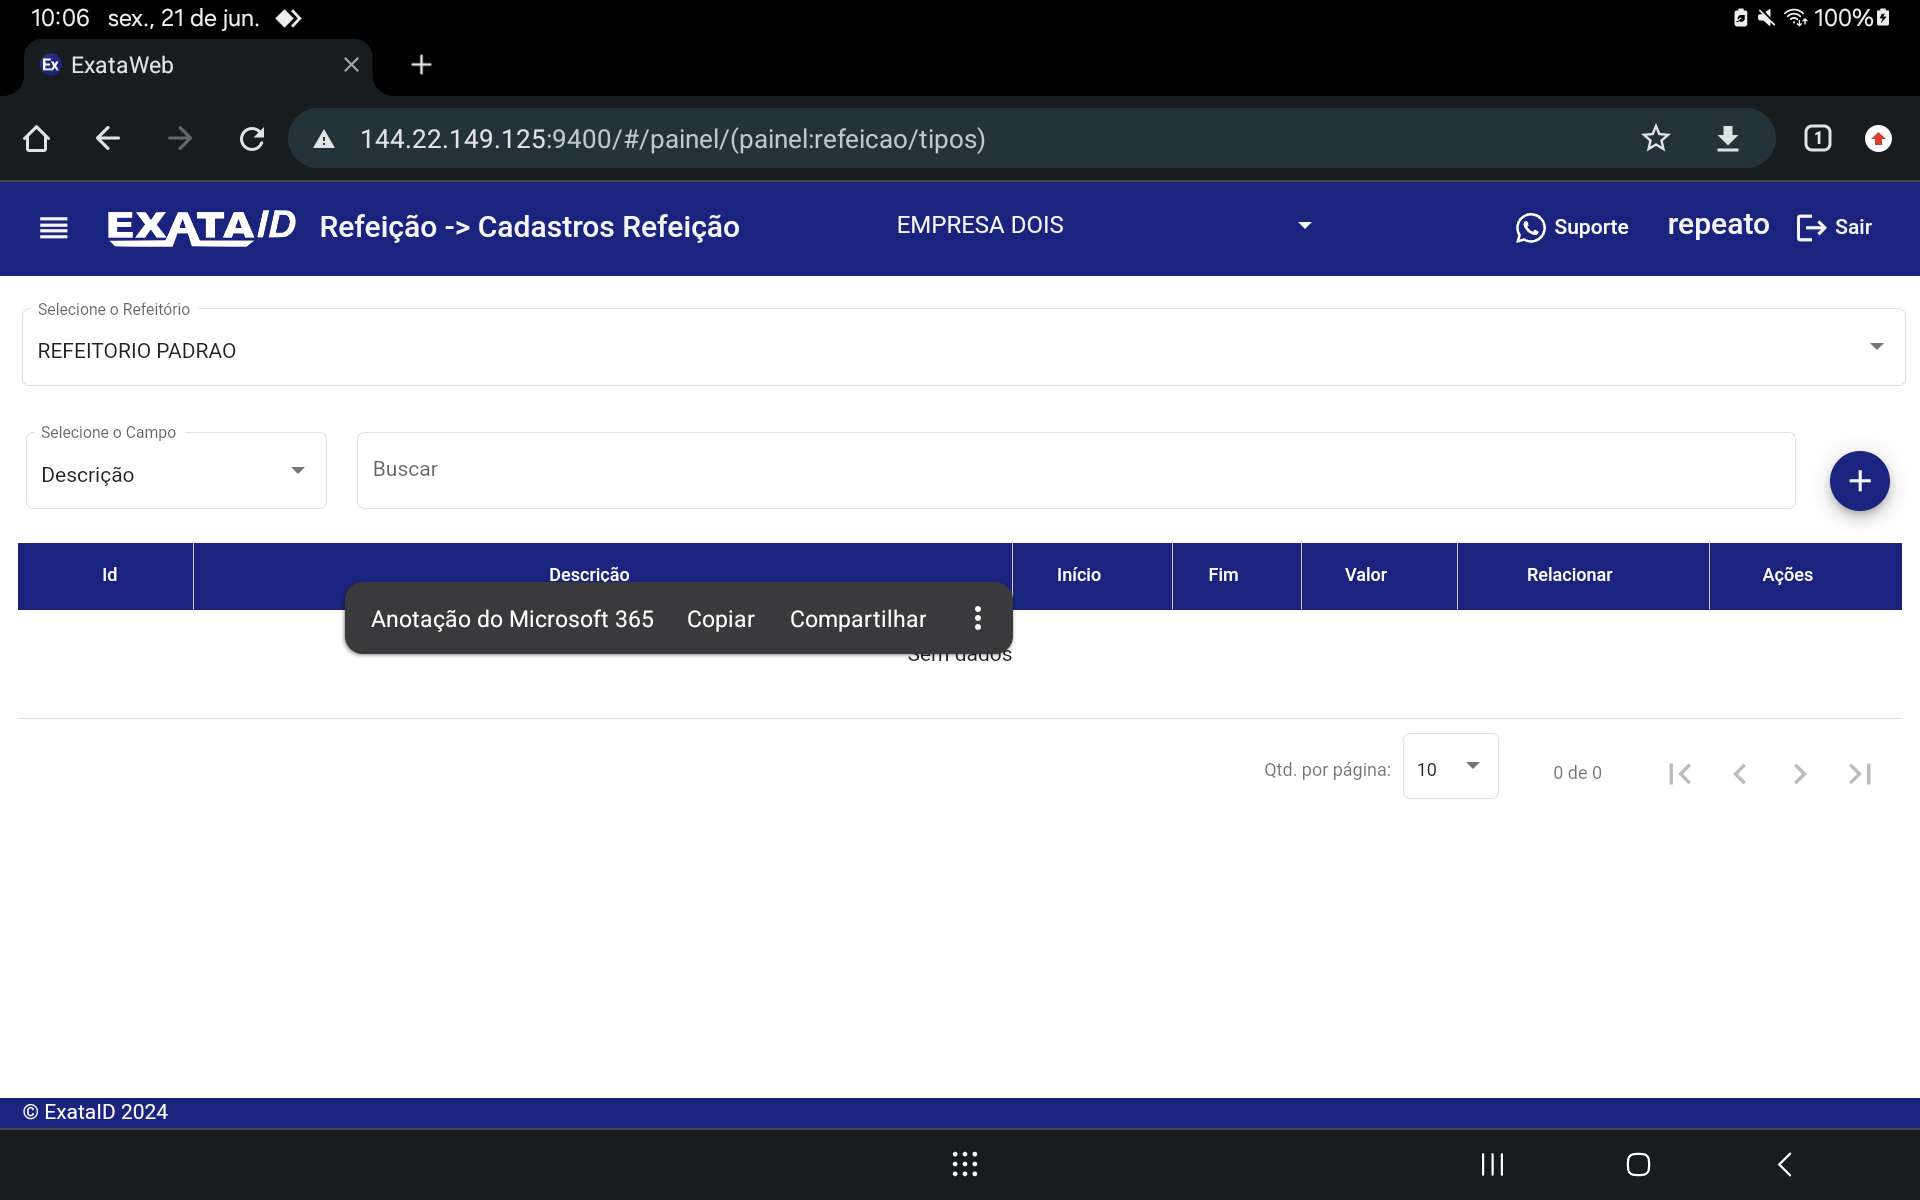 10:06 sex., 21 de jun. 100%
Ex ExataWeb
144.22.149.125:9400/#/painel/(painel:refeicao/tipos) 1
EXATAID Refeição -> Cadastros Refeição EMPRESA DOIS Suporte repeato Sair
Selecione o Refeitório
REFEITORIO PADRAO
Selecione o Campo
Descrição Buscar
Id Descrição Início Fim Valor Relacionar Ações
Anotação do Microsoft 365 Copiar Compartilhar
Sem dados
Qtd. por página: 10 0 de 0
© ExataID 2024